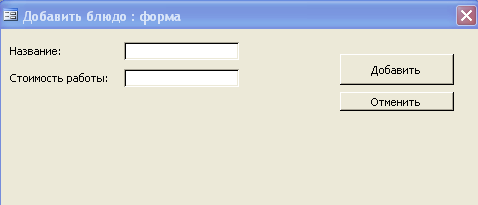 Добавить блюдо : форма
Название:
Добавить
Стоимость работы:
Отменить